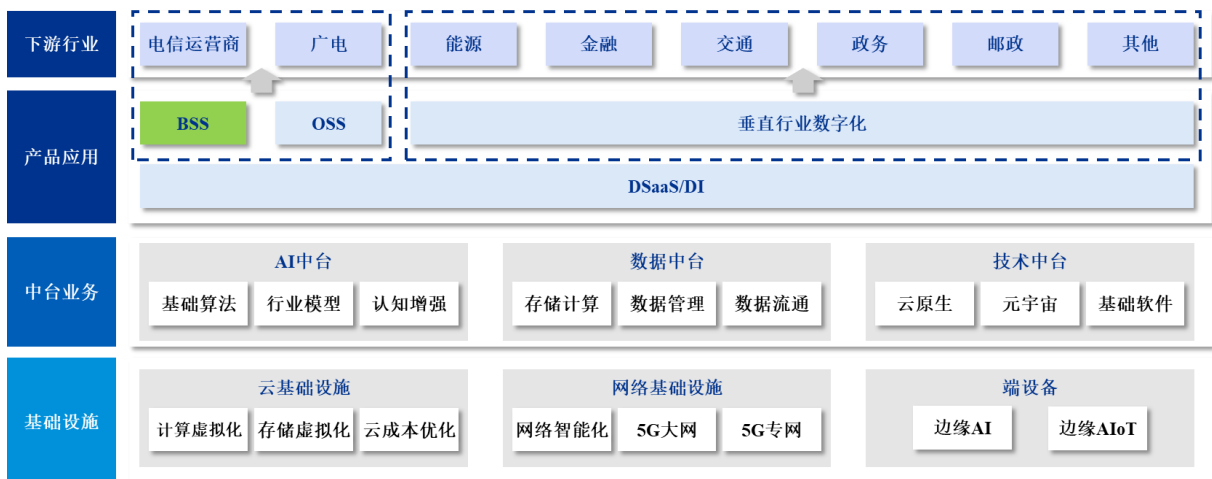 下游行业
电信运营商 广电 能源 金融 交通 政务 邮政 其他
产品应用
BSS OSS 垂直行业数字化
DSaaS/DI
中台业务
AI中台 数据中台 技术中台
基础算法 行业模型 认知增强 存储计算 数据管理 数据流通 云原生 元宇宙 基础软件
基础设施
云基础设施 网络基础设施 端设备
计算虚拟化 存储虚拟化 云成本优化 网络智能化 5G大网 5G专网 边缘AI 边缘AIoT